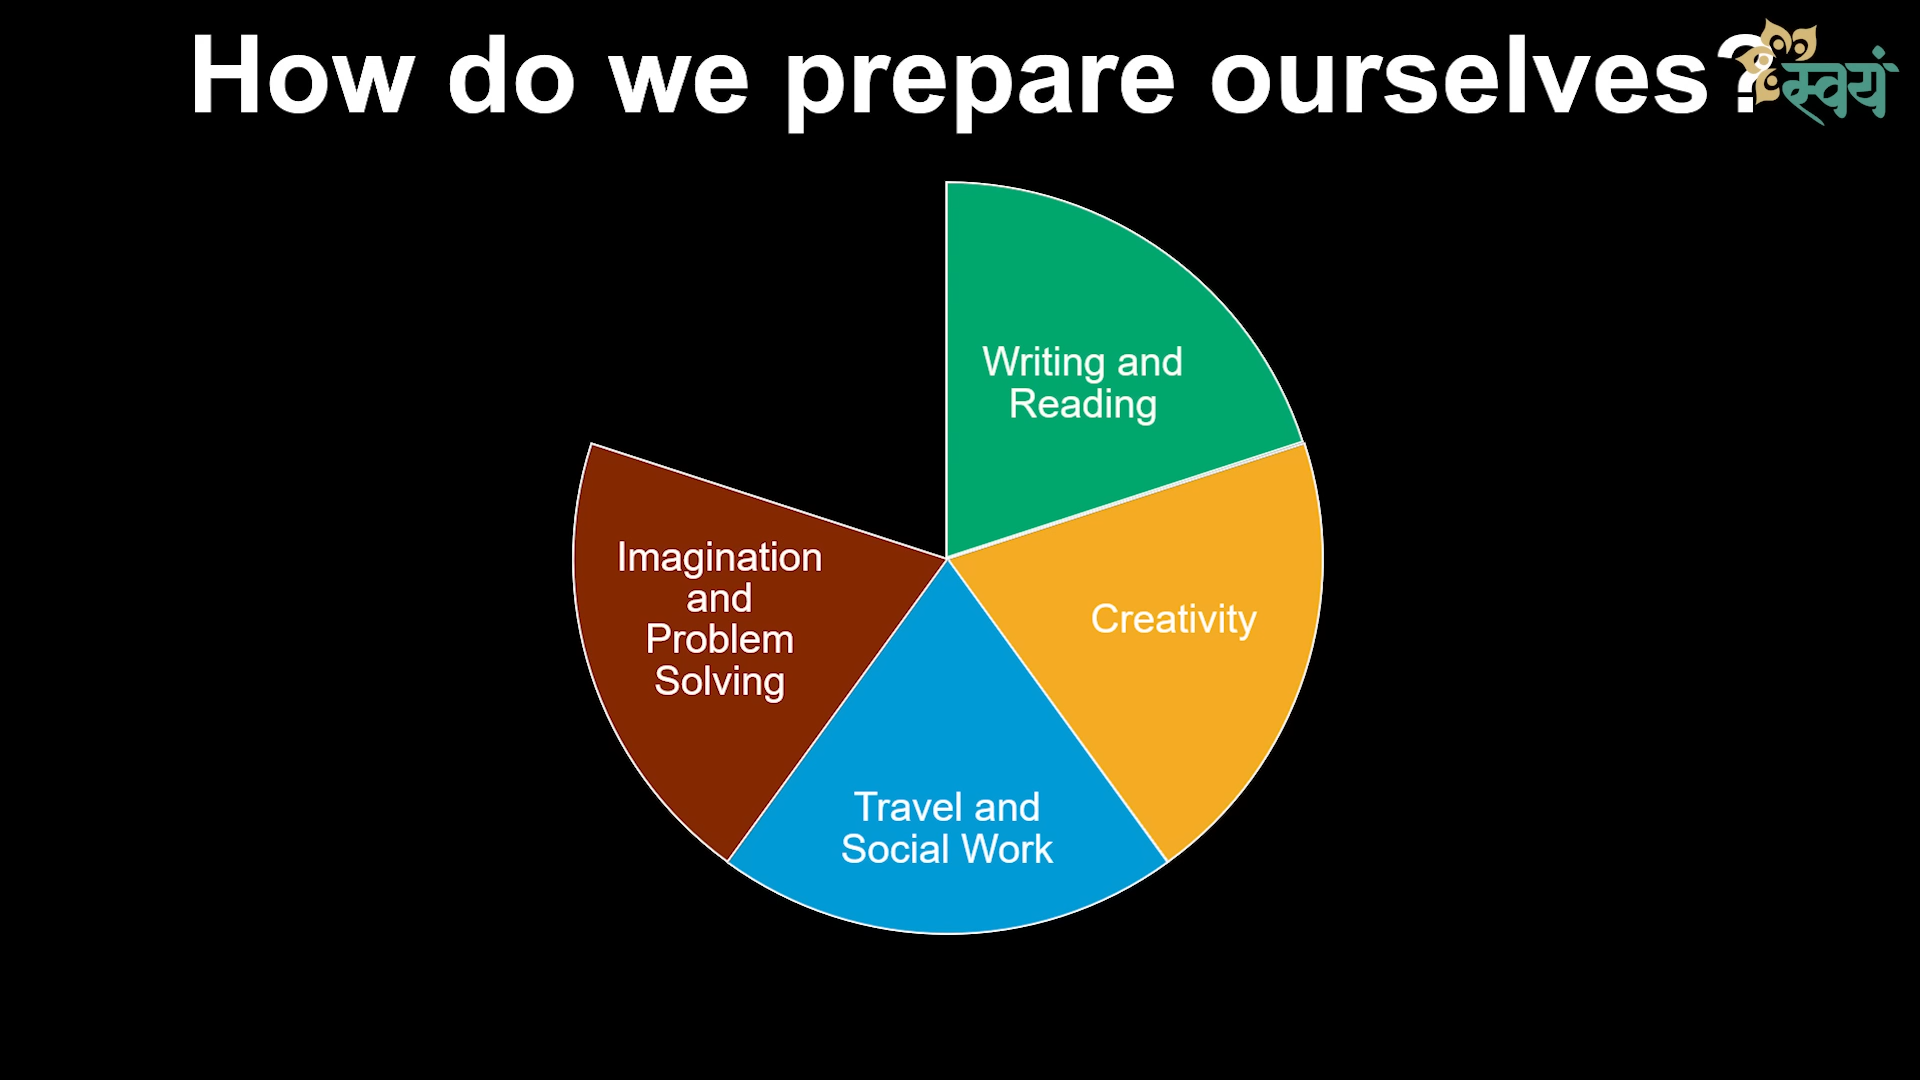 How do we prepare ourselves?
स्वयं
Writing and
Reading
Creativity
Imagination
and
Problem
Solving
Travel and
Social Work